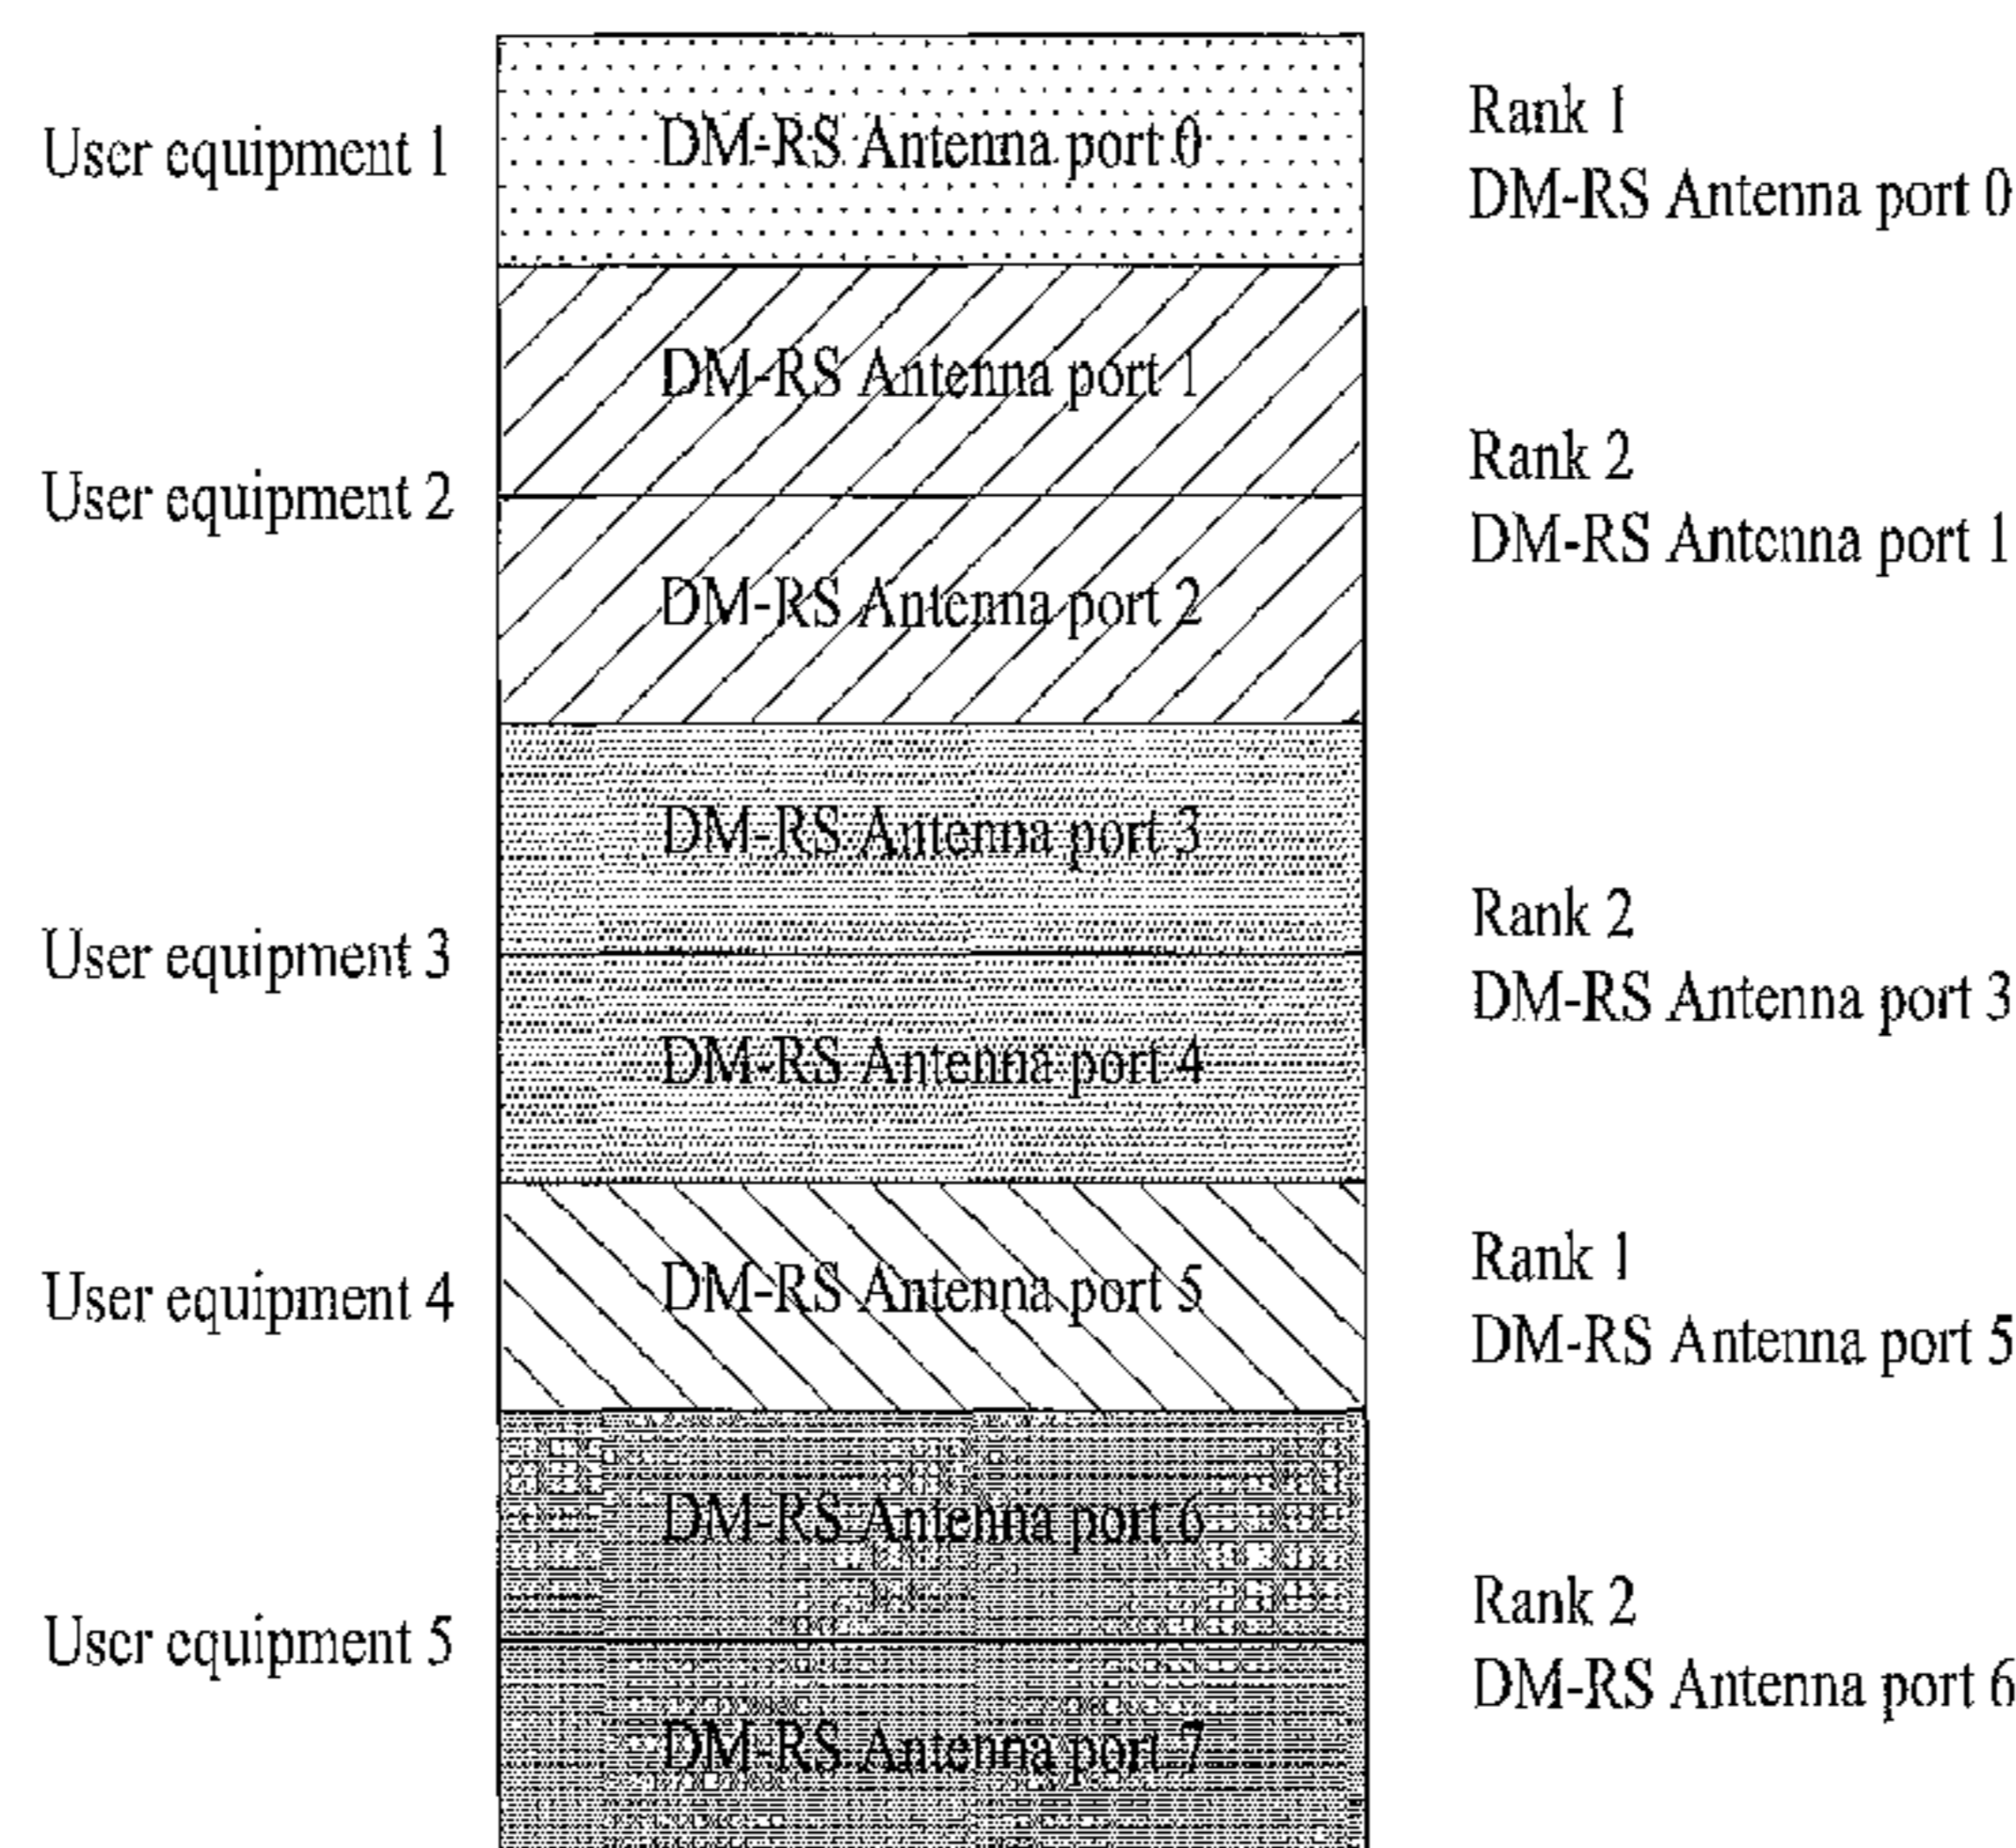 User equipment 1
DM-RS Antenna port 0
Rank 1
DM-RS Antenna port 0
User equipment 2
DM-RS Antenna port 1
DM-RS Antenna port 2
Rank 2
DM-RS Antenna port 1
User equipment 3
DM-RS Antenna port 3
DM-RS Antenna port 4
Rank 2
DM-RS Antenna port 3
User equipment 4
DM-RS Antenna port 5
Rank 1
DM-RS Antenna port 5
User equipment 5
DM-RS Antenna port 6
DM-RS Antenna port 7
Rank 2
DM-RS Antenna port 6